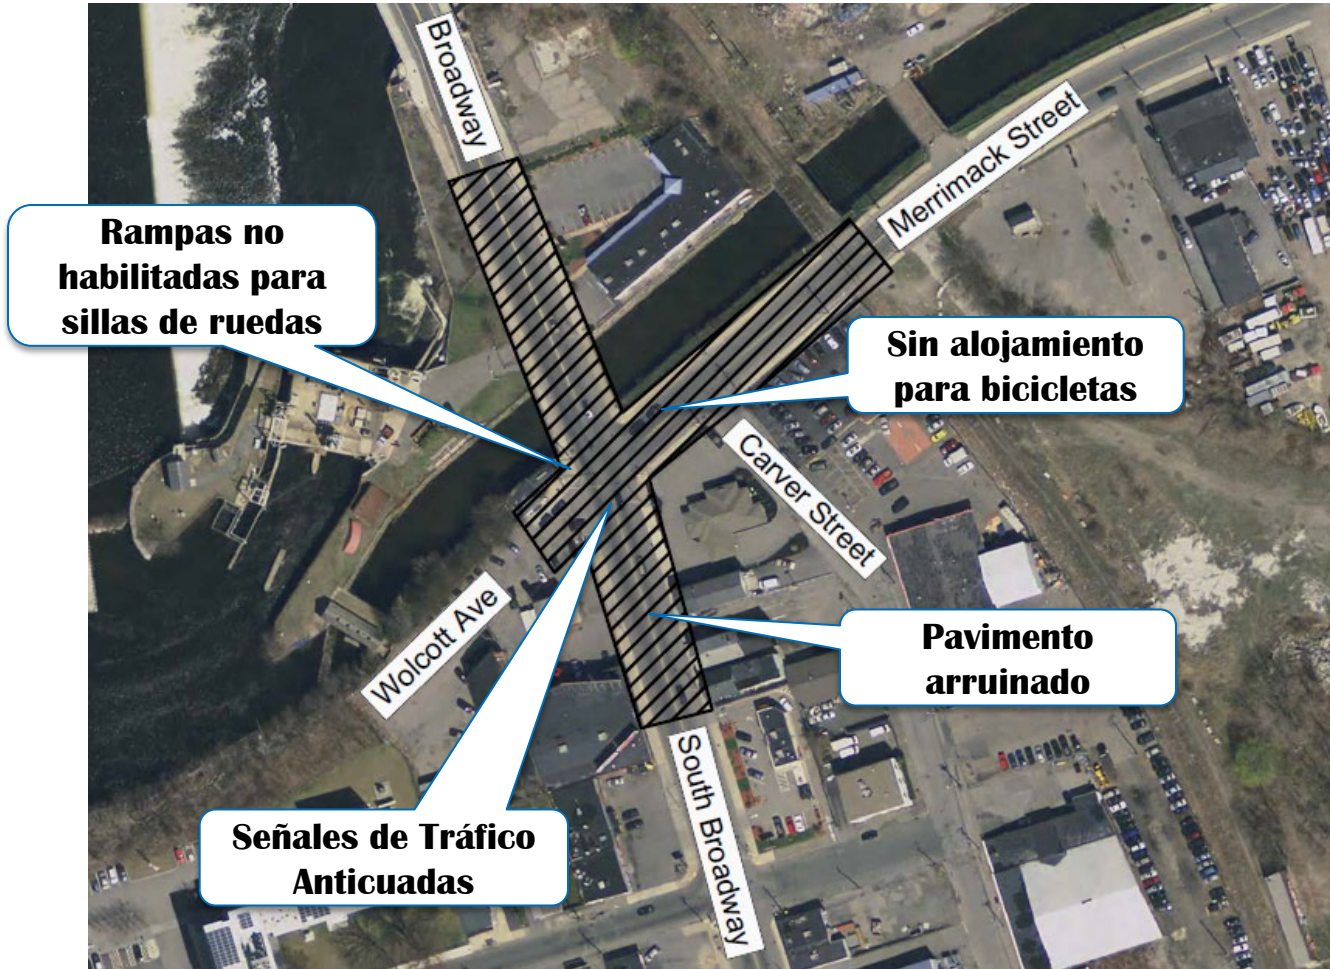 Broadway
Merrimack Street
Rampas no
habilitadas para
sillas de ruedas
Sin alojamiento
para bicicletas
Carver Street
Wolcott Ave
Pavimento
arruinado
South Broadway
Señales de Tráfico
Anticuadas